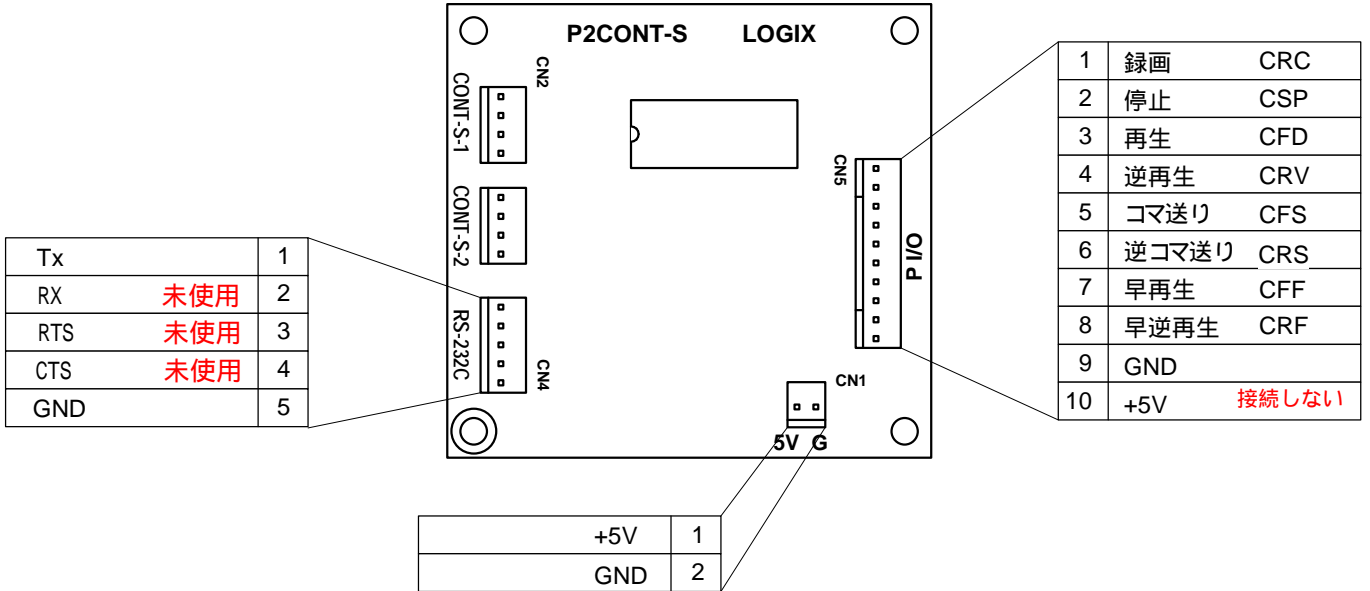 P2CONT-S LOGIX
CN2
CONT-S-1
CONT-S-2
RS-232C
CN4
CN5
P I/O
CN1
5V G
Tx 1
RX 未使用 2
RTS 未使用 3
CTS 未使用 4
GND 5
1 録画 CRC
2 停止 CSP
3 再生 CFD
4 逆再生 CRV
5 コマ送り CFS
6 逆コマ送り CRS
7 早再生 CFF
8 早逆再生 CRF
9 GND
10 +5V 接続しない
+5V 1
GND 2